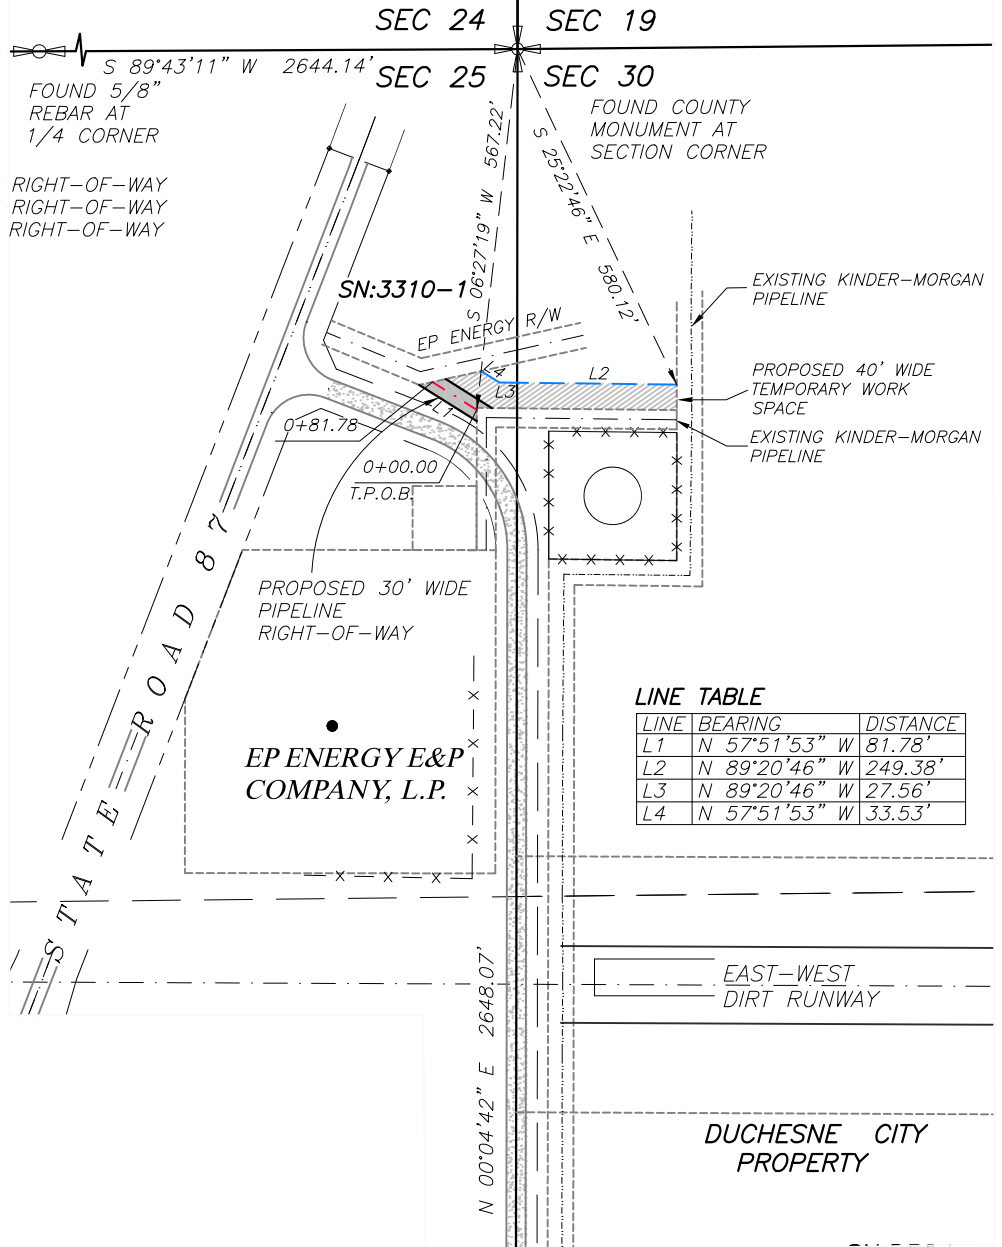 SEC 24 SEC 19
S 89°43'11" W 2644.14'
SEC 25 SEC 30
FOUND 5/8"
REBAR AT
1/4 CORNER
FOUND COUNTY
MONUMENT AT
SECTION CORNER
RIGHT-OF-WAY
RIGHT-OF-WAY
RIGHT-OF-WAY
S 06°27'19" W 567.22'
S 25°22'46" E 580.12'
SN:3310-1
EP ENERGY R/W
EXISTING KINDER-MORGAN
PIPELINE
L4
L2
L3
L1
PROPOSED 40' WIDE
TEMPORARY WORK
SPACE
0+81.78
EXISTING KINDER-MORGAN
PIPELINE
0+00.00
T.P.O.B.
PROPOSED 30' WIDE
PIPELINE
RIGHT-OF-WAY
STATE ROAD 87
EP ENERGY E&P
COMPANY, L.P.
LINE TABLE
LINE BEARING DISTANCE
L1 N 57°51'53" W 81.78'
L2 N 89°20'46" W 249.38'
L3 N 89°20'46" W 27.56'
L4 N 57°51'53" W 33.53'
N 00°04'42" E 2648.07'
EAST-WEST
DIRT RUNWAY
DUCHESNE CITY
PROPERTY